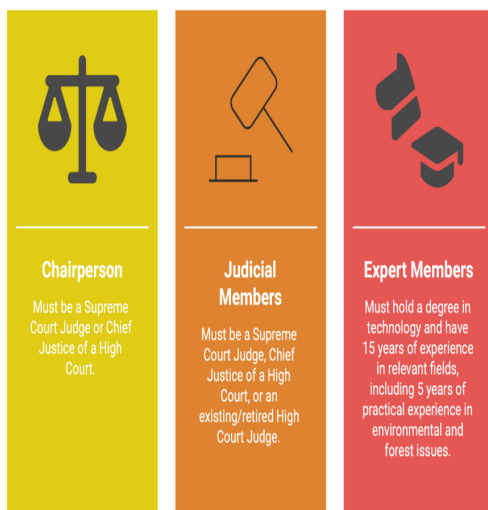 Chairperson
Must be a Supreme
Court Judge or Chief
Justice of a High
Court.
Judicial
Members
Must be a Supreme
Court Judge, Chief
Justice of a High
Court, or an
existing/retired High
Court Judge.
Expert Members
Must hold a degree in
technology and have
15 years of experience
in relevant fields,
including 5 years of
practical experience in
environmental and
forest issues.